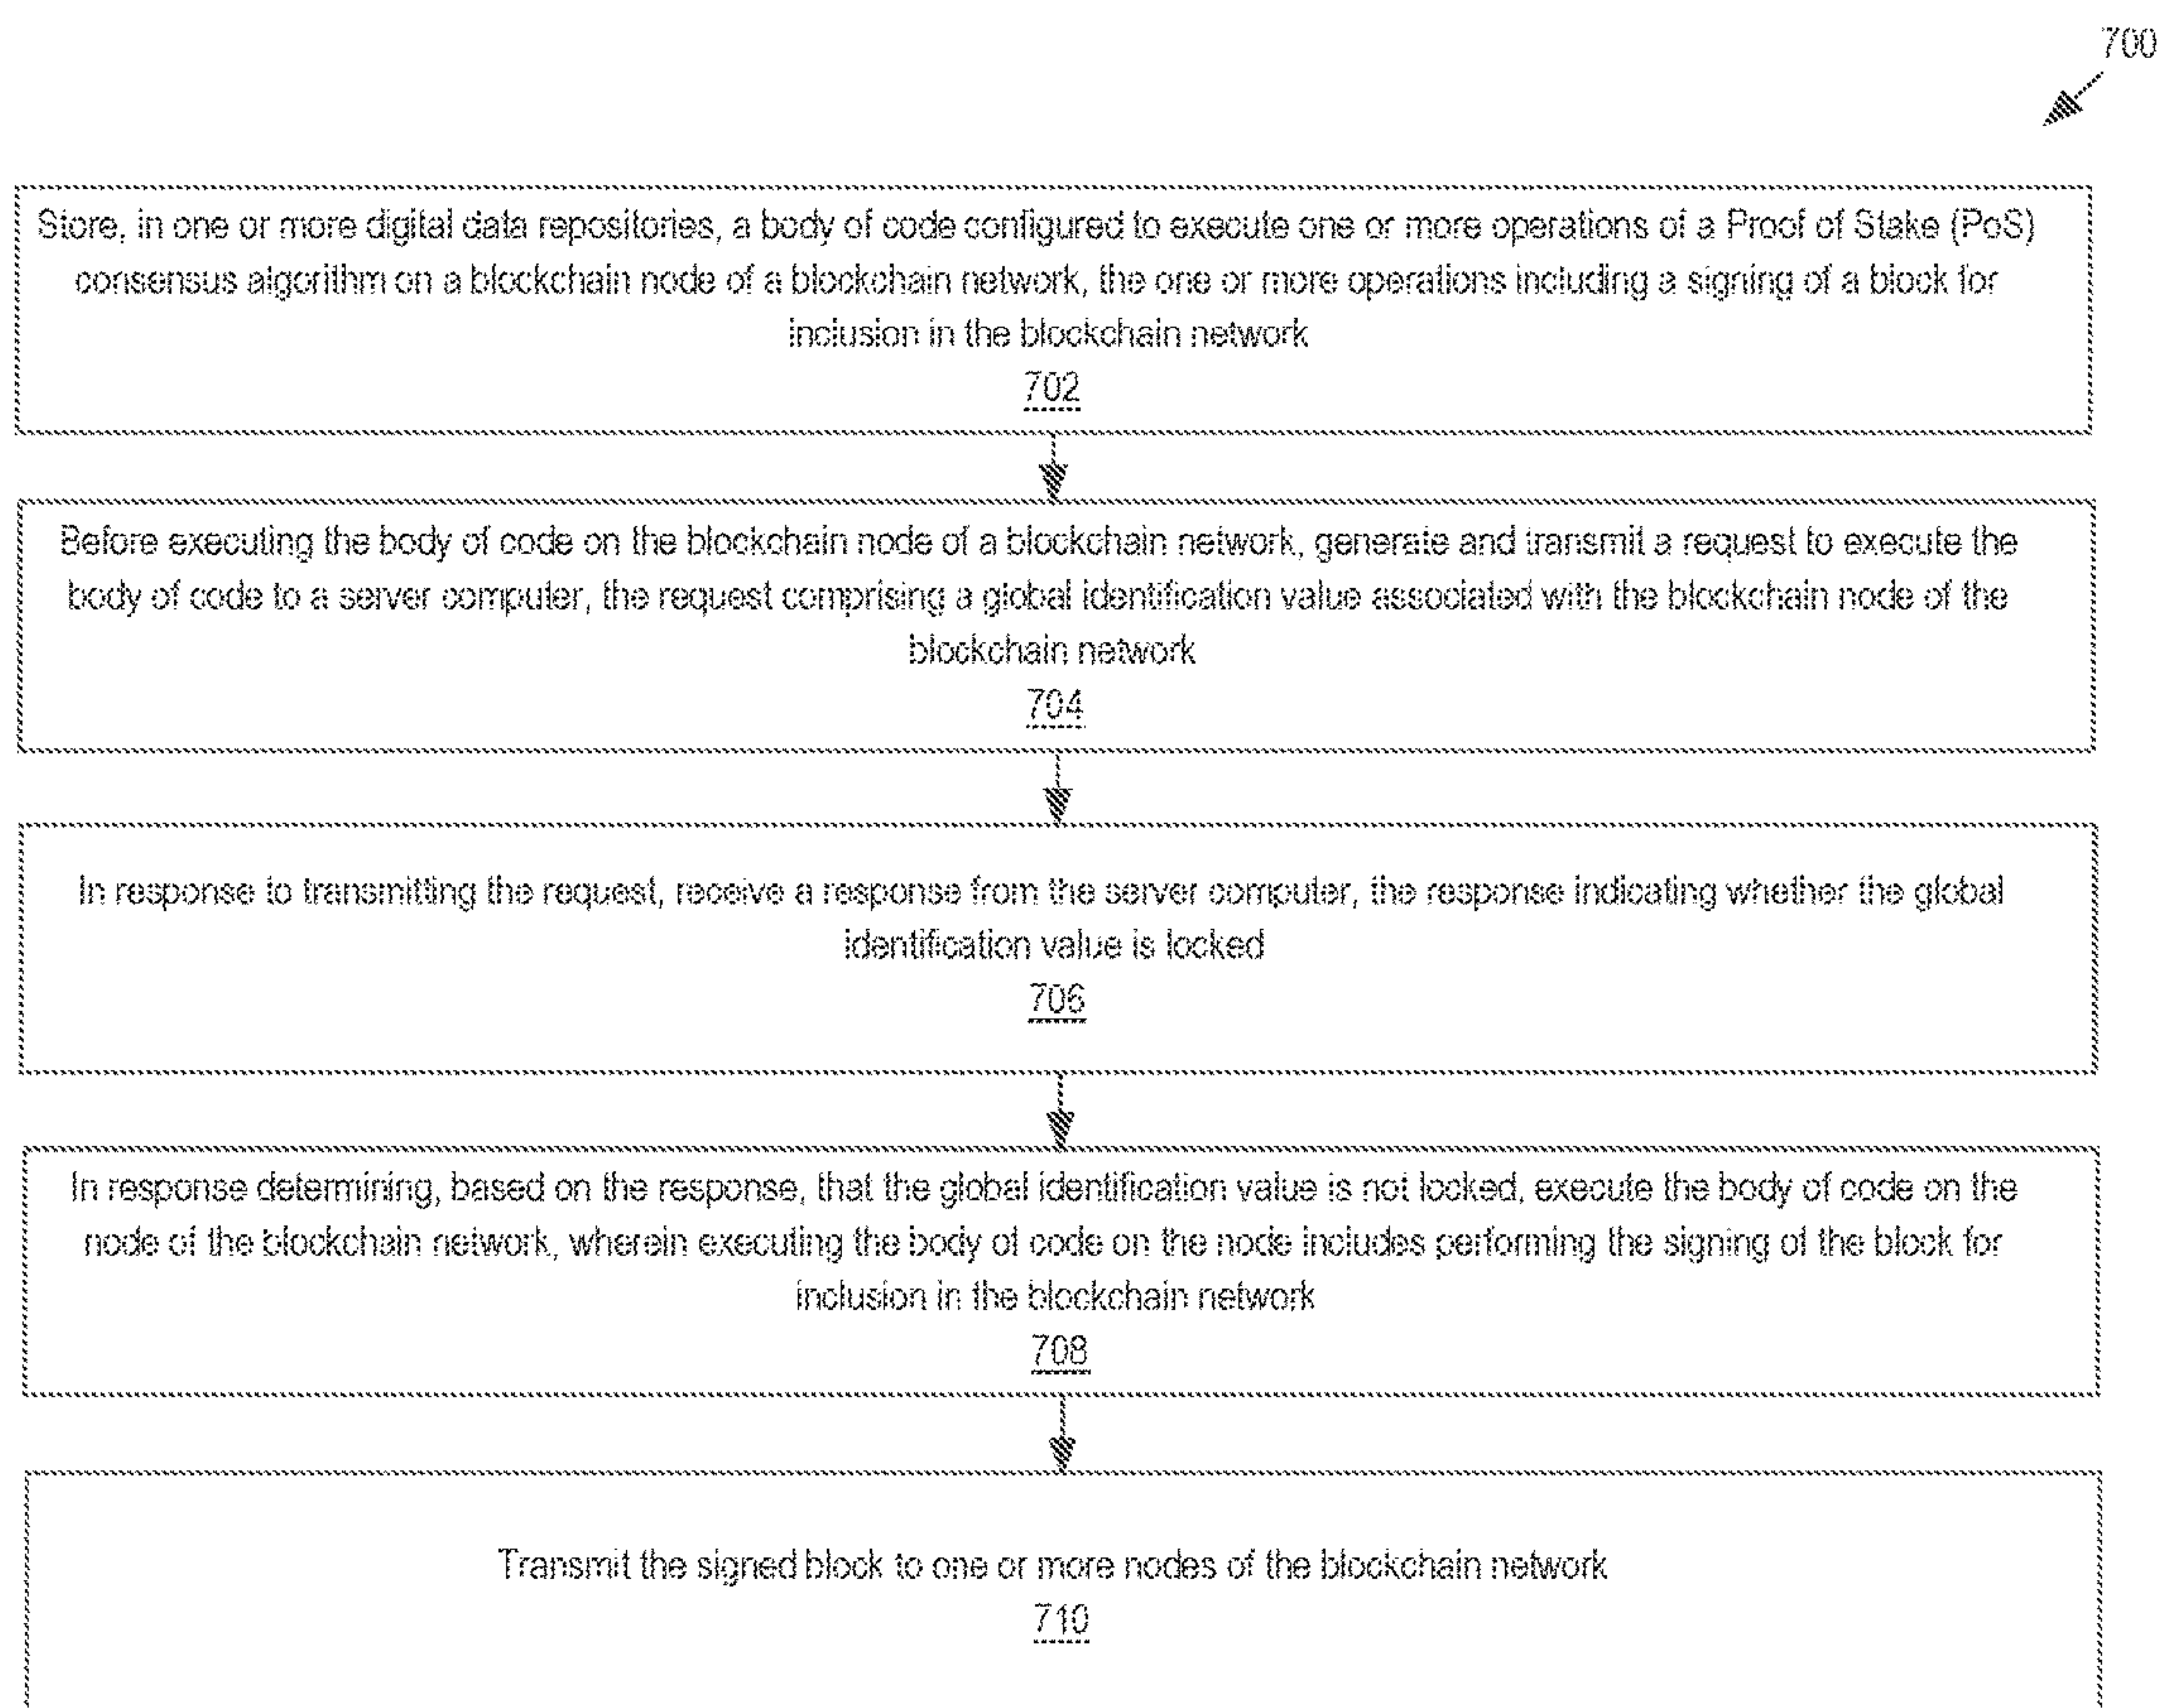 700
Store, in one or more digital data repositories, a body of code configured to execute one or more operations of a Proof of Stake (PoS)
consensus algorithm on a blockchain node of a blockchain network, the one or more operations including a signing of a block for
inclusion in the blockchain network
702
Before executing the body of code on the blockchain node of a blockchain network, generate and transmit a request to execute the
body of code to a server computer, the request comprising a global identification value associated with the blockchain node of the
blockchain network
704
In response to transmitting the request, receive a response from the server computer, the response indicating whether the global
identification value is locked
706
In response determining, based on the response, that the global identification value is not locked, execute the body of code on the
node of the blockchain network, wherein executing the body of code on the node includes performing the signing of the block for
inclusion in the blockchain network
708
Transmit the signed block to one or more nodes of the blockchain network
710